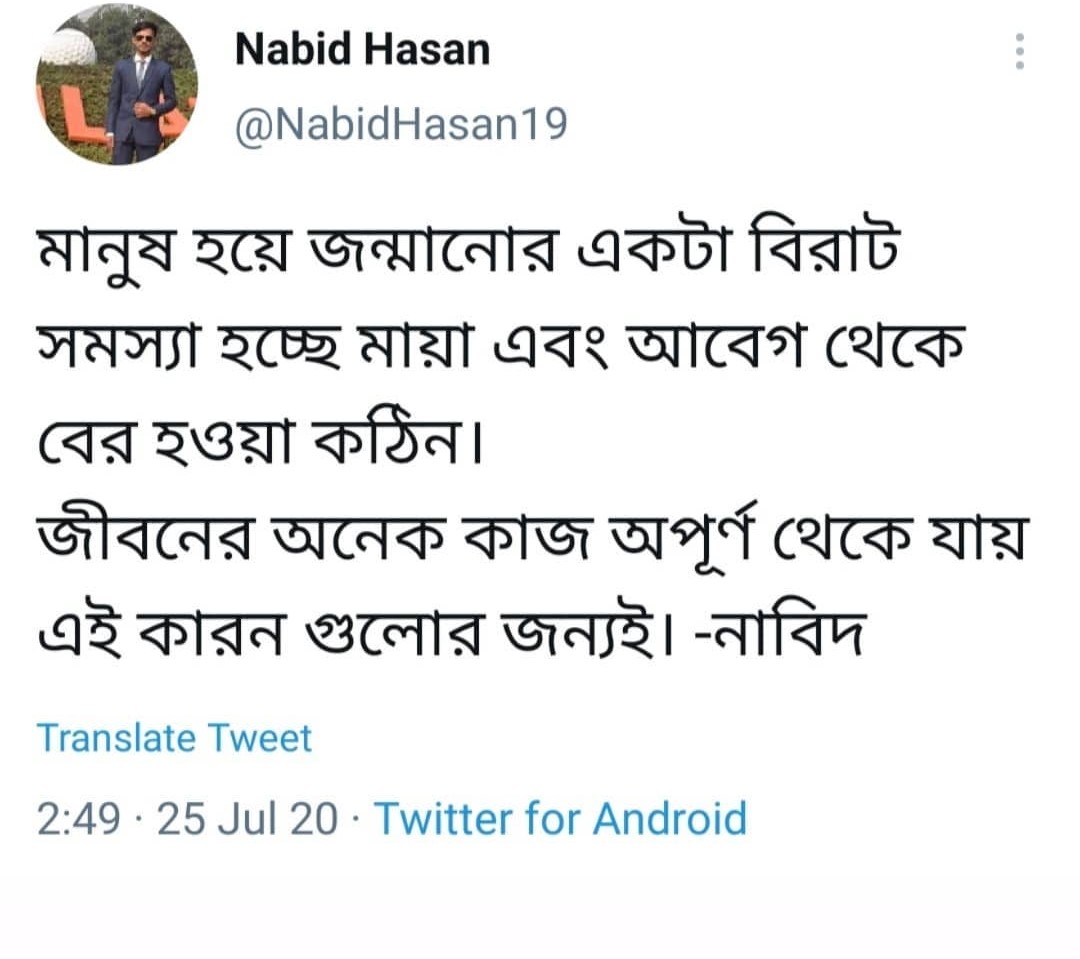 Nabid Hasan
@NabidHasan19
মানুষ হয়ে জন্মানোর একটা বিরাট
সমস্যা হচ্ছে মায়া এবং আবেগ থেকে
বের হওয়া কঠিন।
জীবনের অনেক কাজ অপূর্ণ থেকে যায়
এই কারন গুলোর জন্যই। -নাবিদ
Translate Tweet
2:49 · 25 Jul 20 · Twitter for Android